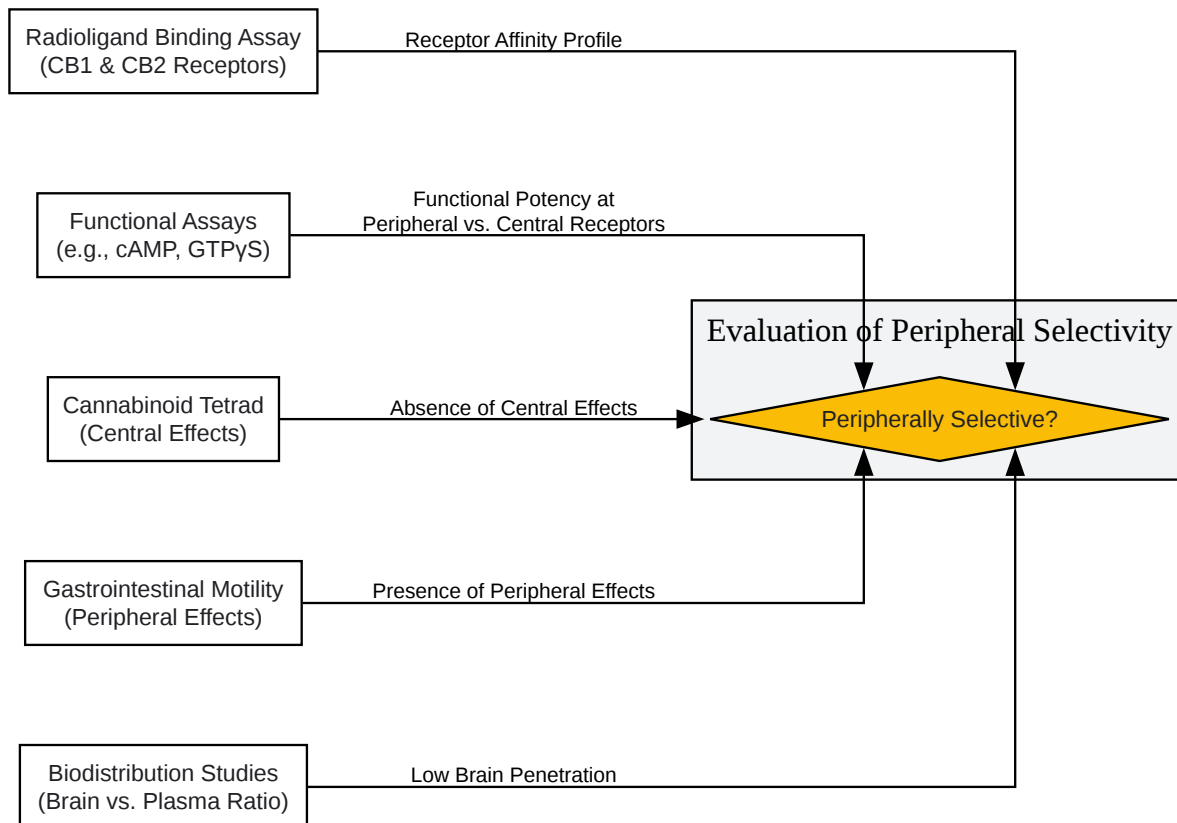 Radioligand Binding Assay
(CB1 & CB2 Receptors)
Receptor Affinity Profile
Functional Assays
(e.g., cAMP, GTPγS)
Functional Potency at
Peripheral vs. Central Receptors
Evaluation of Peripheral Selectivity
Cannabinoid Tetrad
(Central Effects)
Absence of Central Effects
Peripherally Selective?
Gastrointestinal Motility
(Peripheral Effects)
Presence of Peripheral Effects
Biodistribution Studies
(Brain vs. Plasma Ratio)
Low Brain Penetration